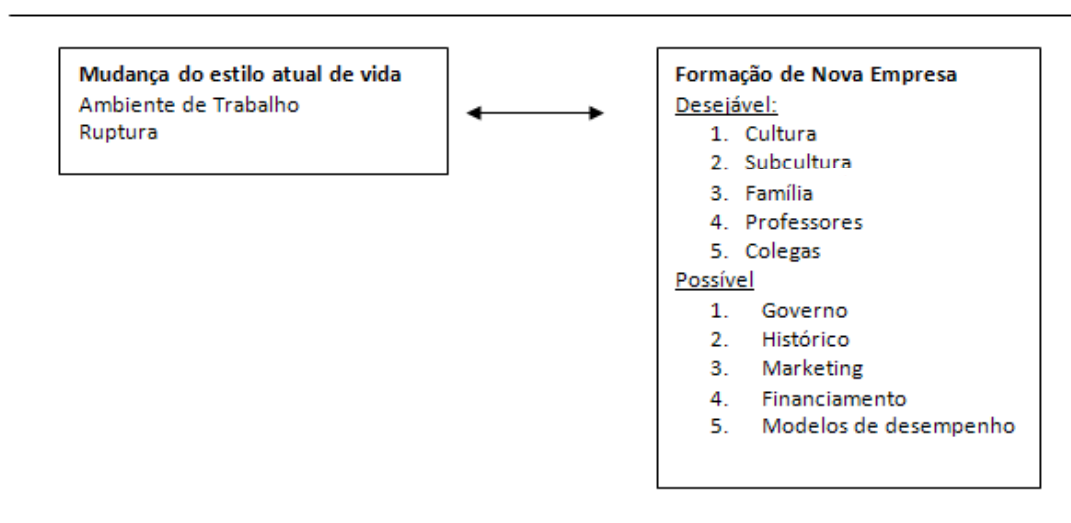 Mudança do estilo atual de vida
Ambiente de Trabalho
Ruptura
Formação de Nova Empresa
Desejável:
1. Cultura
2. Subcultura
3. Família
4. Professores
5. Colegas
Possível
1. Governo
2. Histórico
3. Marketing
4. Financiamento
5. Modelos de desempenho